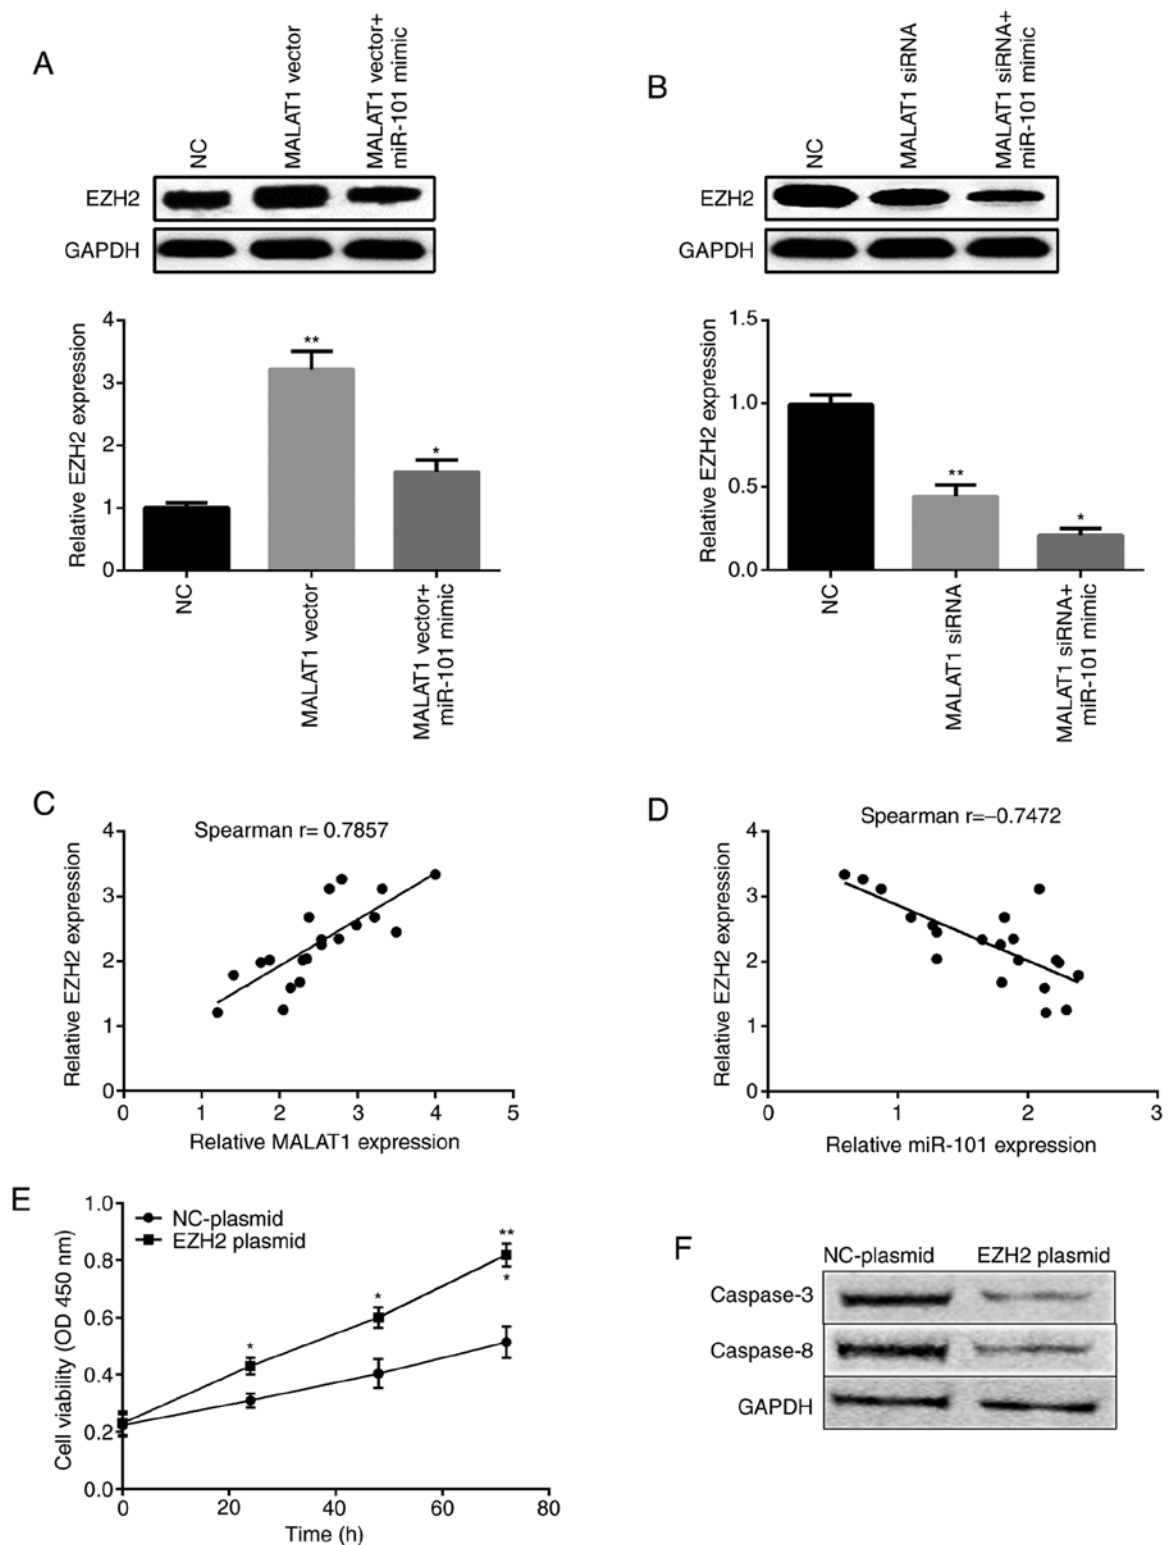 A
NC
MALAT1 vector
MALAT1 vector+
miR-101 mimic
EZH2
GAPDH
Relative EZH2 expression
4
3
2
1
0
**
*
NC
MALAT1 vector
MALAT1 vector+
miR-101 mimic
B
NC
MALAT1 siRNA
MALAT1 siRNA+
miR-101 mimic
EZH2
GAPDH
Relative EZH2 expression
1.5
1.0
0.5
0.0
**
*
NC
MALAT1 siRNA
MALAT1 siRNA+
miR-101 mimic
C
Spearman r= 0.7857
Relative EZH2 expression
4
3
2
1
0
0 1 2 3 4 5
Relative MALAT1 expression
D
Spearman r=−0.7472
Relative EZH2 expression
4
3
2
1
0
0 1 2 3
Relative miR-101 expression
E
NC-plasmid
EZH2 plasmid
Cell viability (OD 450 nm)
1.0
0.8
0.6
0.4
0.2
0.0
*
*
**
*
0 20 40 60 80
Time (h)
F
NC-plasmid EZH2 plasmid
Caspase-3
Caspase-8
GAPDH